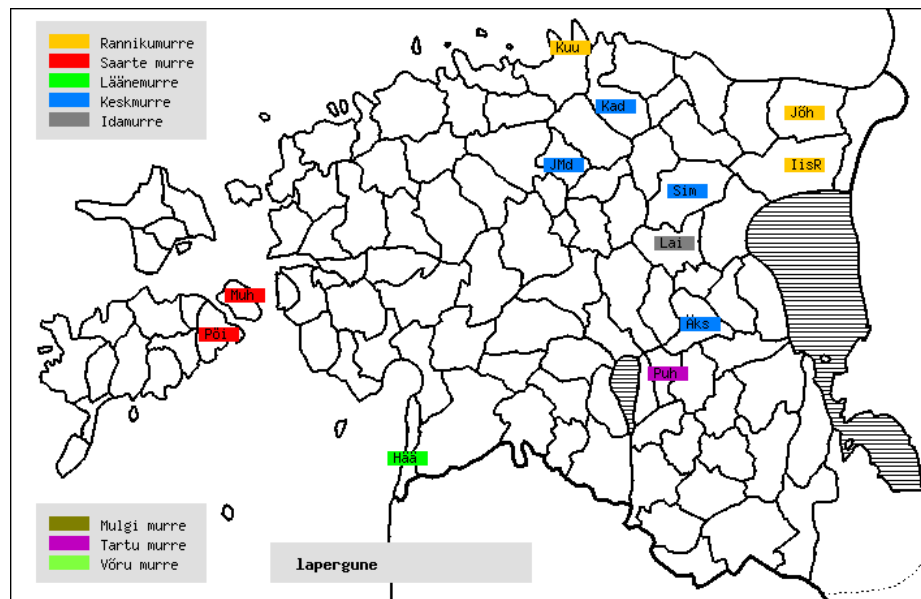 Rannikumurre
Saarte murre
Läänemurre
Keskmurre
Idamurre
Kuu
Kad
Jõh
JMd
IisR
Sim
Lai
Muh
Pöi
Äks
Puh
Hää
Mulgi murre
Tartu murre
Võru murre
lapergune